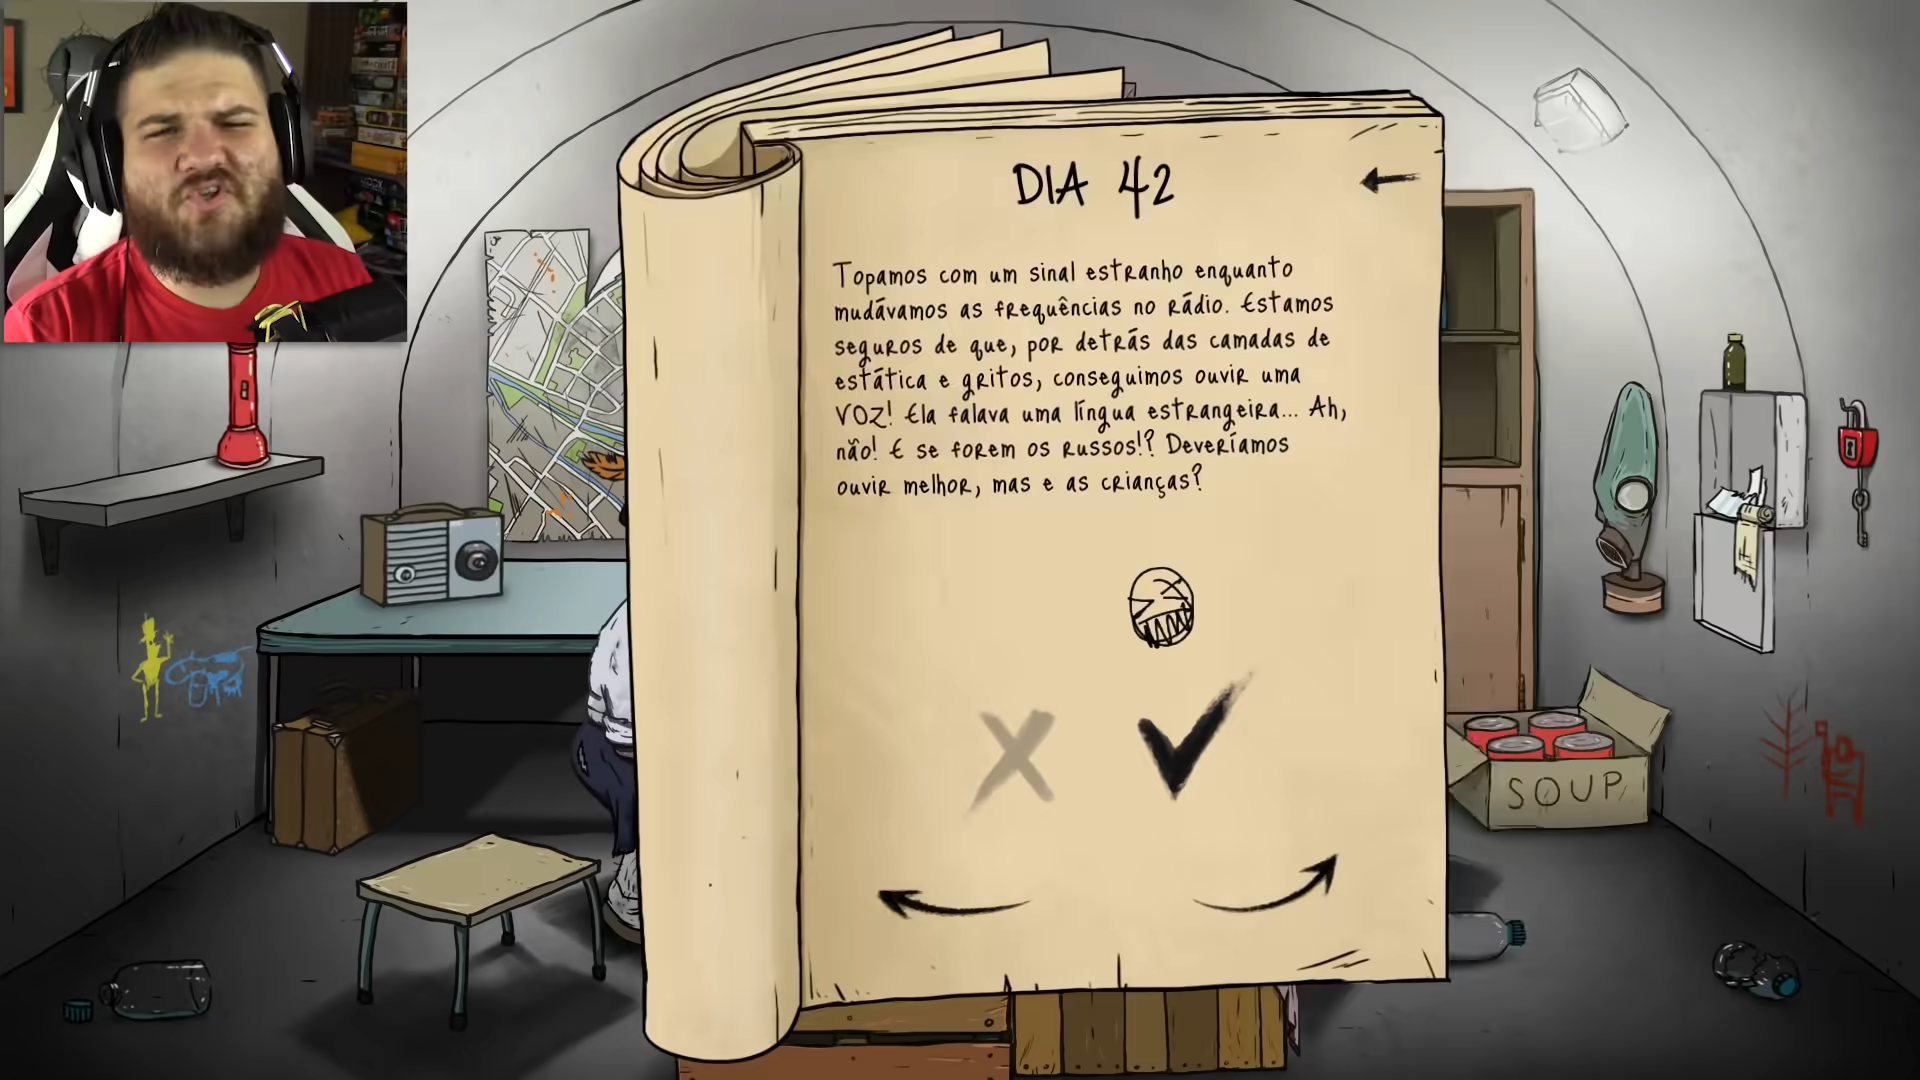 DIA 42
Topamos com um sinal estranho enquanto
mudávamos as frequências no rádio. Estamos
seguros de que, por detrás das camadas de
estática e gritos, conseguimos ouvir uma
VOZ! Ela falava uma língua estrangeira... Ah,
não! E se forem os russos!? Deveríamos
ouvir melhor, mas e as crianças?
SOUP